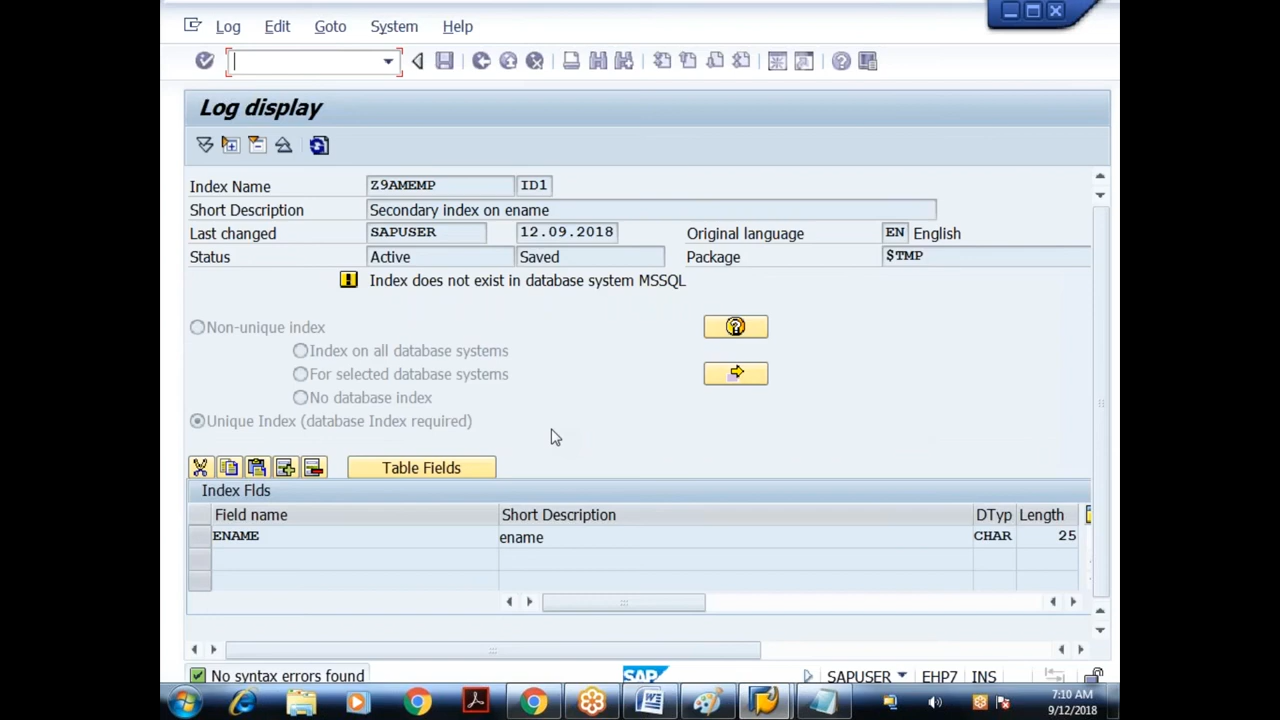 Log Edit Goto System Help
Log display
Index Name Z9AMEMP ID1
Short Description Secondary index on ename
Last changed SAPUSER 12.09.2018 Original language EN English
Status Active Saved Package $TMP
Index does not exist in database system MSSQL
Non-unique index
Index on all database systems
For selected database systems
No database index
Unique Index (database Index required)
Table Fields
Index Flds
Field name Short Description DTyp Length
ENAME ename CHAR 25
No syntax errors found SAP SAPUSER EHP7 INS
7:10 AM
9/12/2018